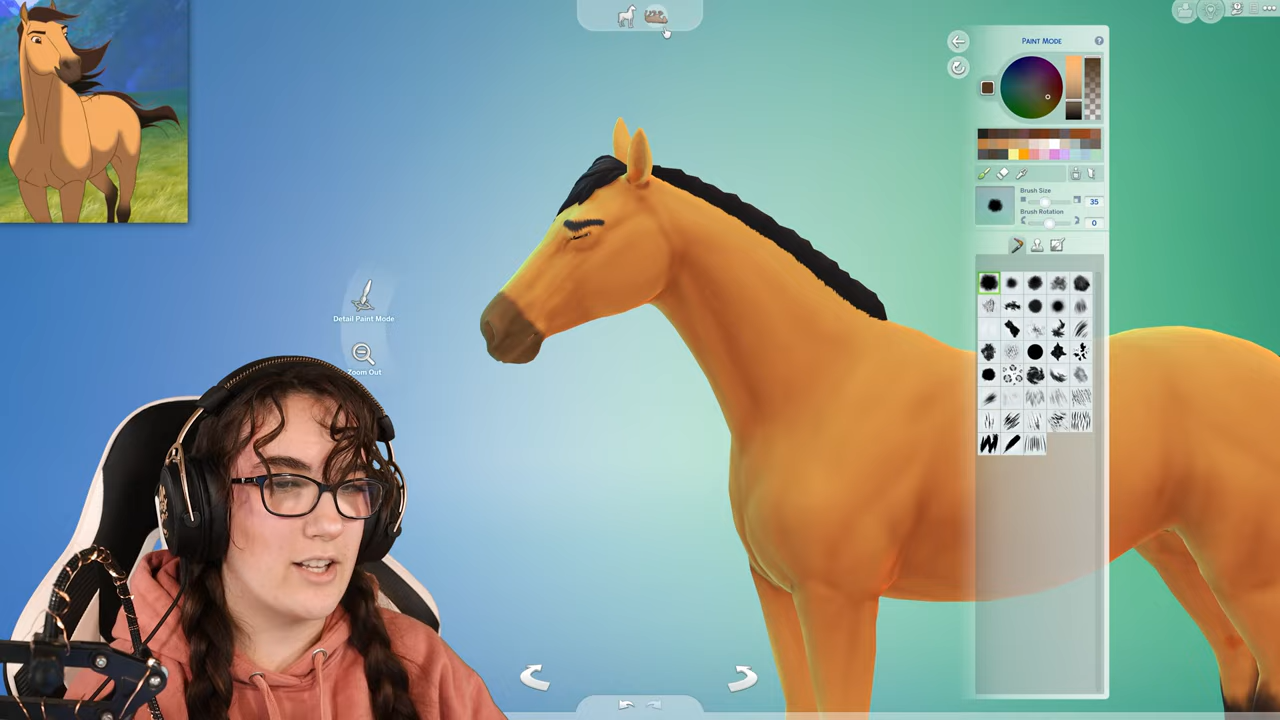 PAINT MODE
?
Brush Size
35
Brush Rotation
0
Detail Paint Mode
Zoom Out